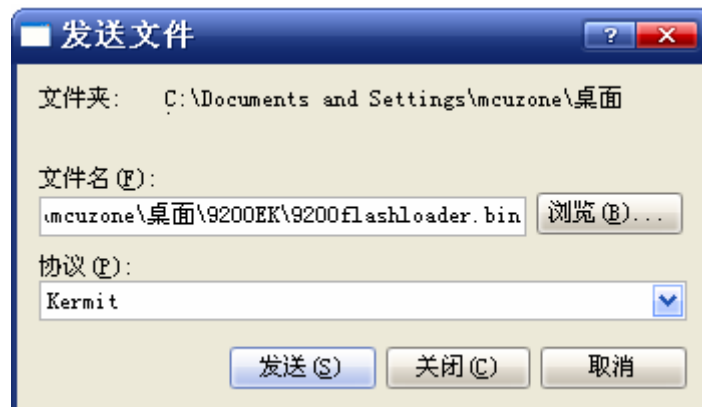 发送文件
文件夹: C:\Documents and Settings\mcuzone\桌面
文件名(F):
mcuzone\桌面\9200EK\9200flashloader.bin 浏览(B)...
协议(P):
Kermit
发送(S) 关闭(C) 取消